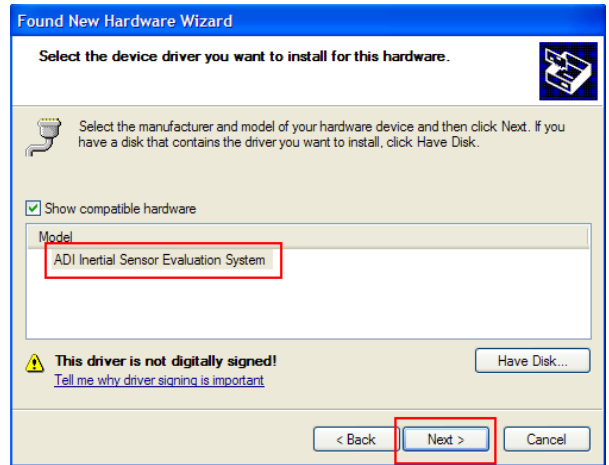 Found New Hardware Wizard
Select the device driver you want to install for this hardware.
Select the manufacturer and model of your hardware device and then click Next. If you
have a disk that contains the driver you want to install, click Have Disk.
Show compatible hardware
Model
ADI Inertial Sensor Evaluation System
This driver is not digitally signed!
Tell me why driver signing is important
Have Disk...
< Back
Next >
Cancel